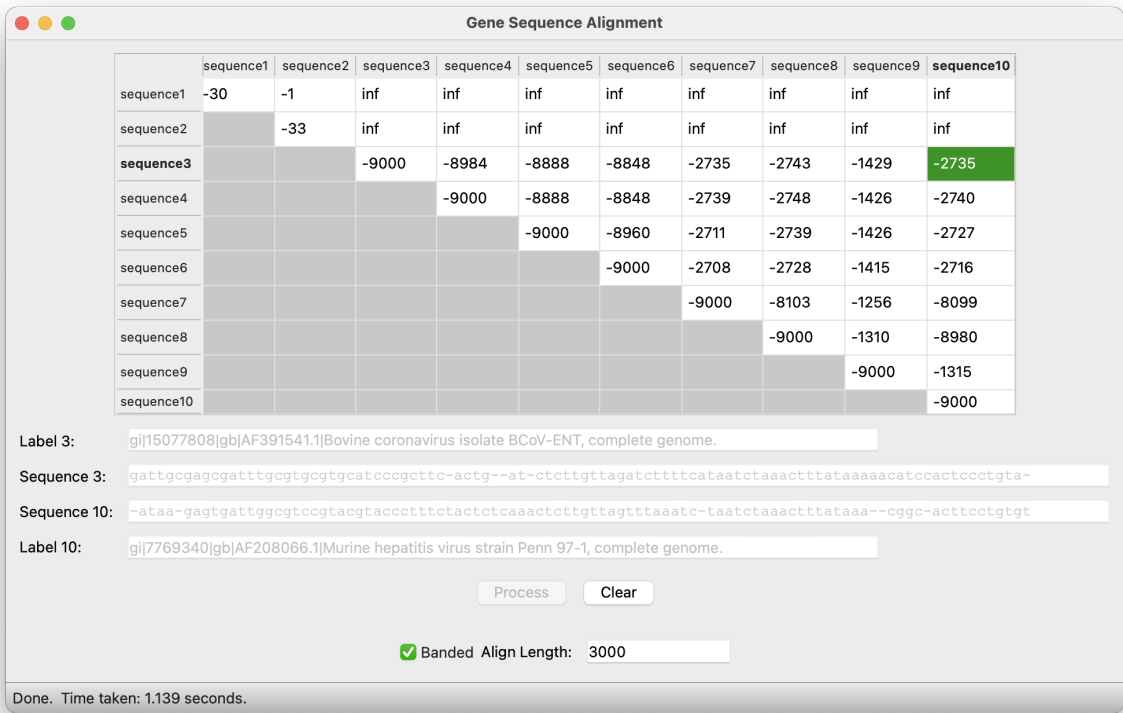 Gene Sequence Alignment
sequence1 sequence2 sequence3 sequence4 sequence5 sequence6 sequence7 sequence8 sequence9 sequence10
sequence1 -30 -1 inf inf inf inf inf inf inf inf
sequence2 -33 inf inf inf inf inf inf inf inf
sequence3 -9000 -8984 -8888 -8848 -2735 -2743 -1429 -2735
sequence4 -9000 -8888 -8848 -2739 -2748 -1426 -2740
sequence5 -9000 -8960 -2711 -2739 -1426 -2727
sequence6 -9000 -2708 -2728 -1415 -2716
sequence7 -9000 -8103 -1256 -8099
sequence8 -9000 -1310 -8980
sequence9 -9000 -1315
sequence10 -9000
Label 3: gi|15077808|gb|AF391541.1|Bovine coronavirus isolate BCoV-ENT, complete genome.
Sequence 3: gattgcgagcgatttgcgtgcgtgcatcccgcttc-actg--at-ctcttgttagatcttttcataatctaaactttataaaaacatccactccctgta-
Sequence 10: -ataa-gagtgattggcgtccgtacgtaccctttctactctcaaactcttgttagtttaaatc-taatctaaactttataaa--cggc-acttcctgtgt
Label 10: gi|7769340|gb|AF208066.1|Murine hepatitis virus strain Penn 97-1, complete genome.
Process Clear
Banded Align Length: 3000
Done. Time taken: 1.139 seconds.